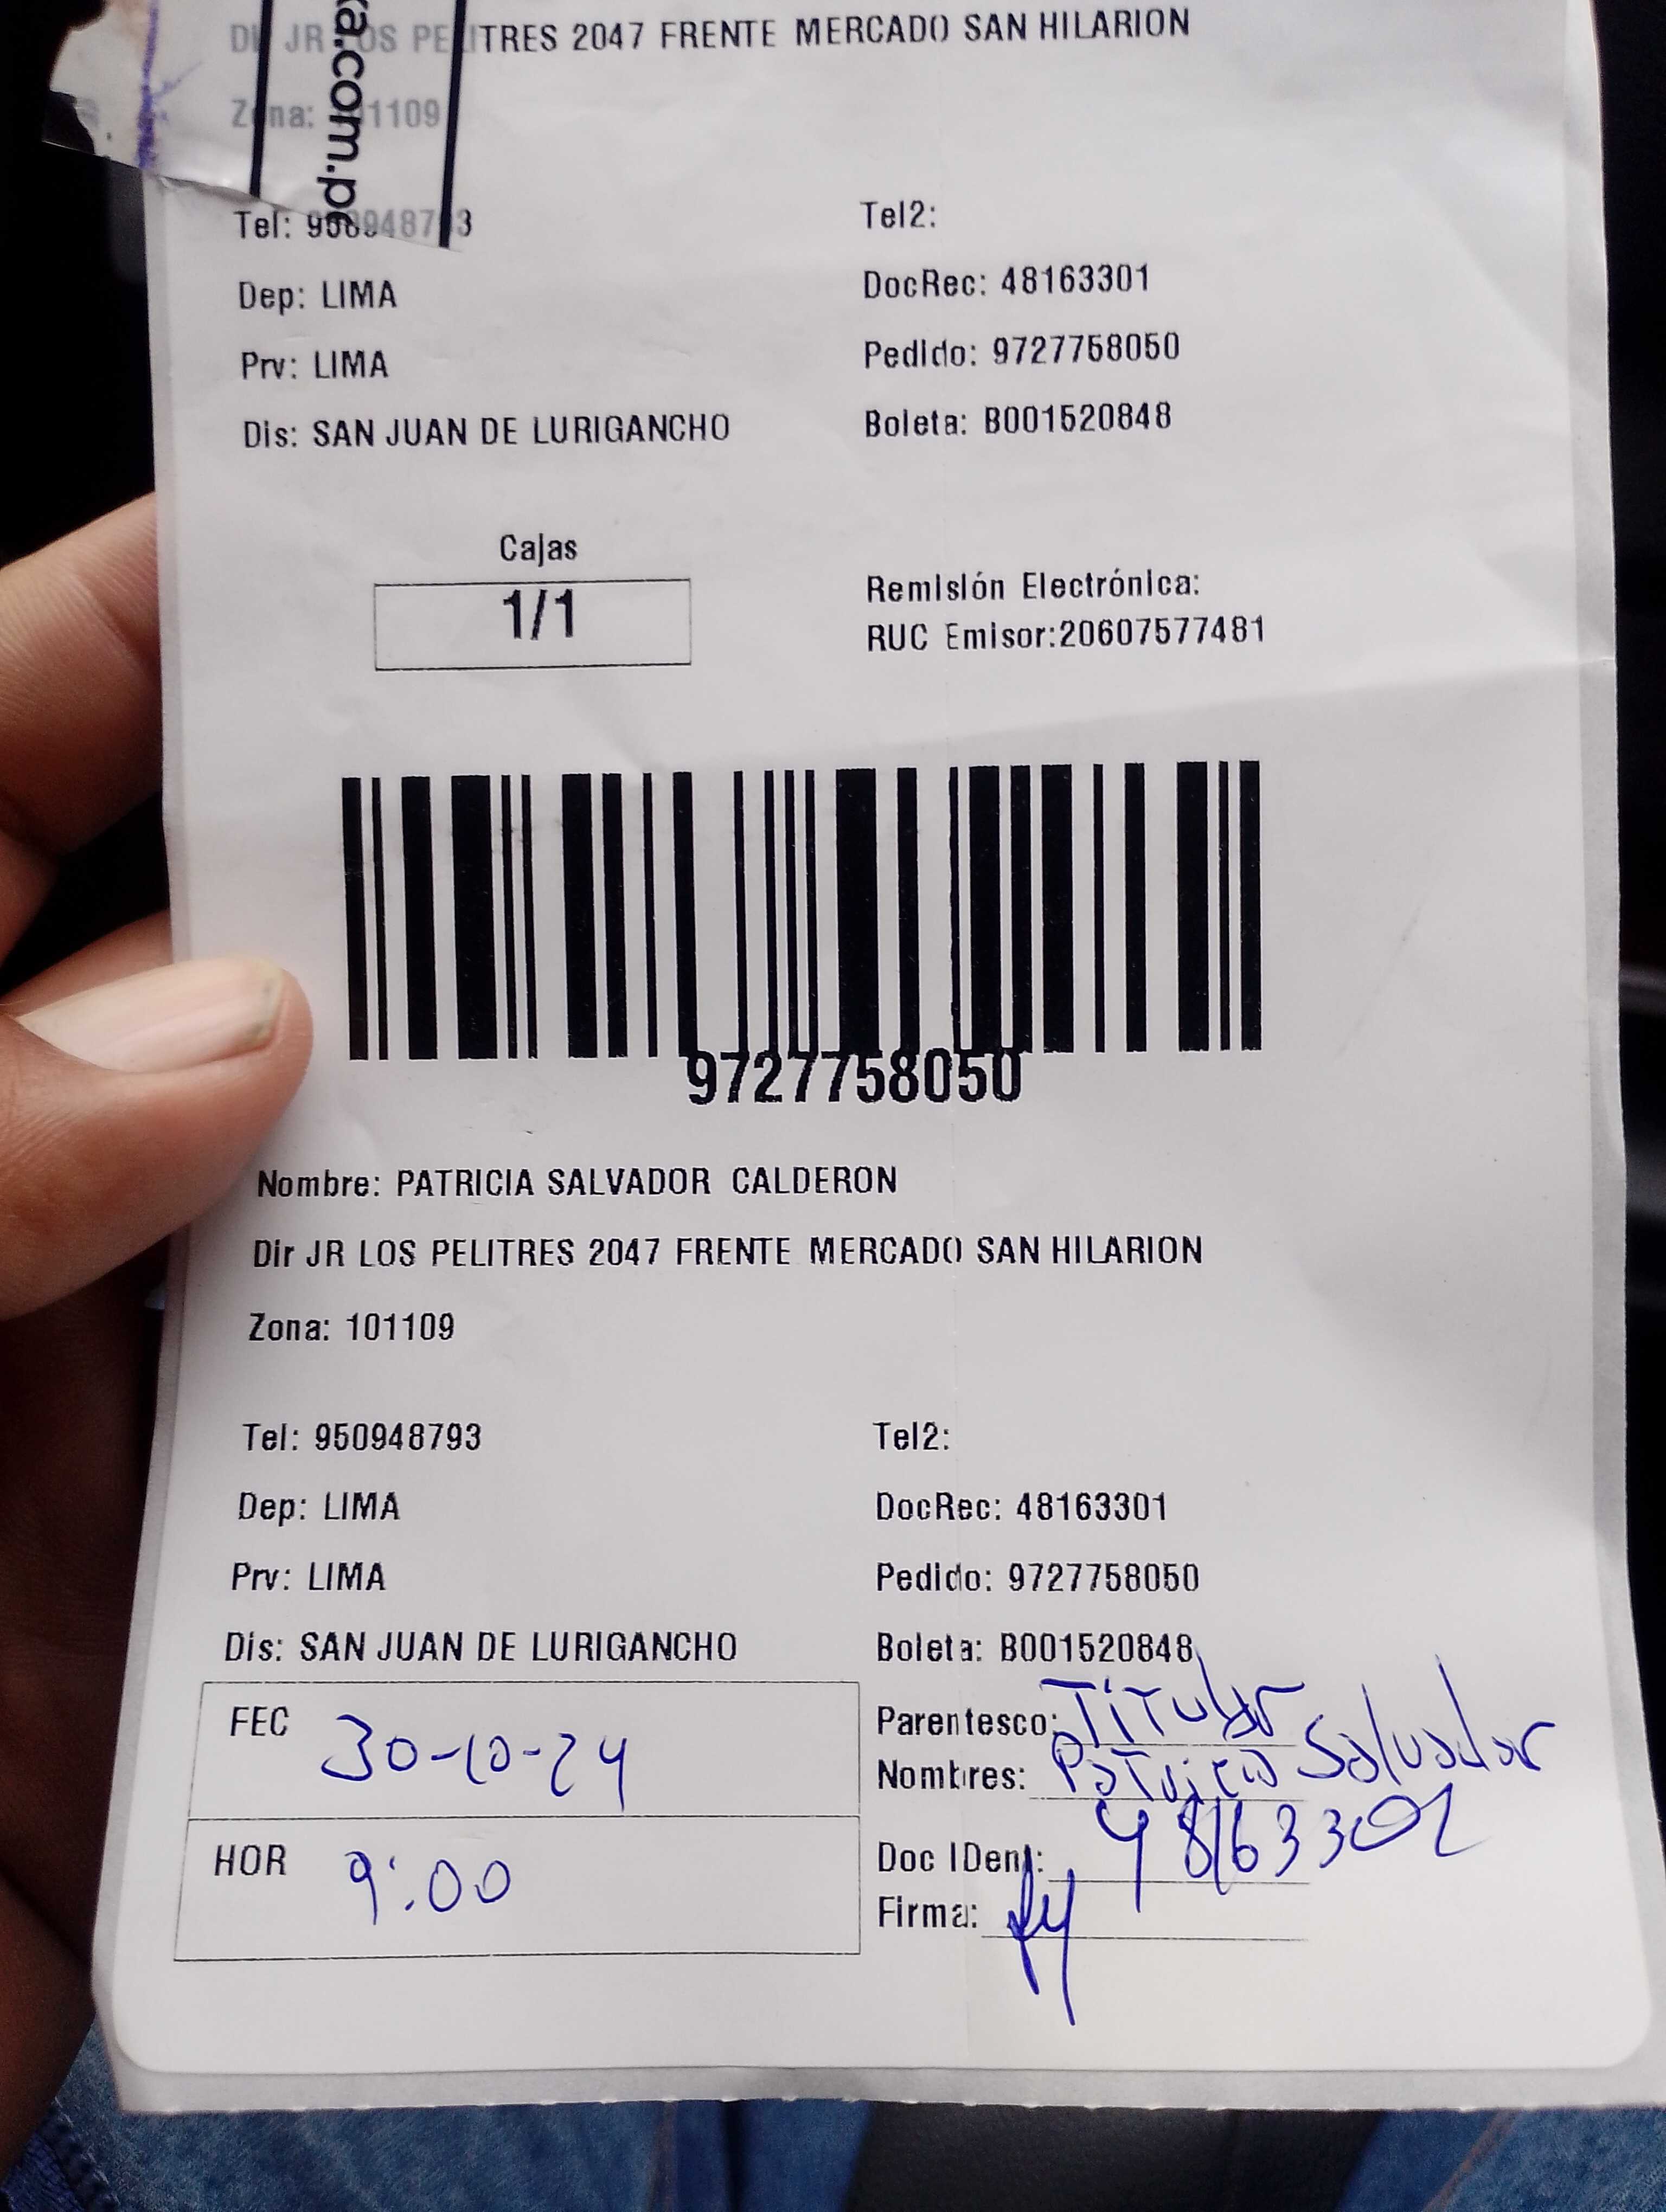 JR LOS PELITRES 2047 FRENTE MERCADO SAN HILARION
a.com.pe
Zona: 101109
Tel: 950948793
Tel2:
Dep: LIMA
DocRec: 48163301
Prv: LIMA
Pedido: 9727758050
Dis: SAN JUAN DE LURIGANCHO
Boleta: B001520848
Cajas
1/1
Remisión Electrónica:
RUC Emisor:20607577481
9727758050
Nombre: PATRICIA SALVADOR CALDERON
Dir JR LOS PELITRES 2047 FRENTE MERCADO SAN HILARION
Zona: 101109
Tel: 950948793
Tel2:
Dep: LIMA
DocRec: 48163301
Prv: LIMA
Pedido: 9727758050
Dis: SAN JUAN DE LURIGANCHO
Boleta: B001520848
FEC 30-10-24
Parentesco: Titular
Nombres: Patricia Salvador
HOR 9:00
Doc IDent: 48163301
Firma: